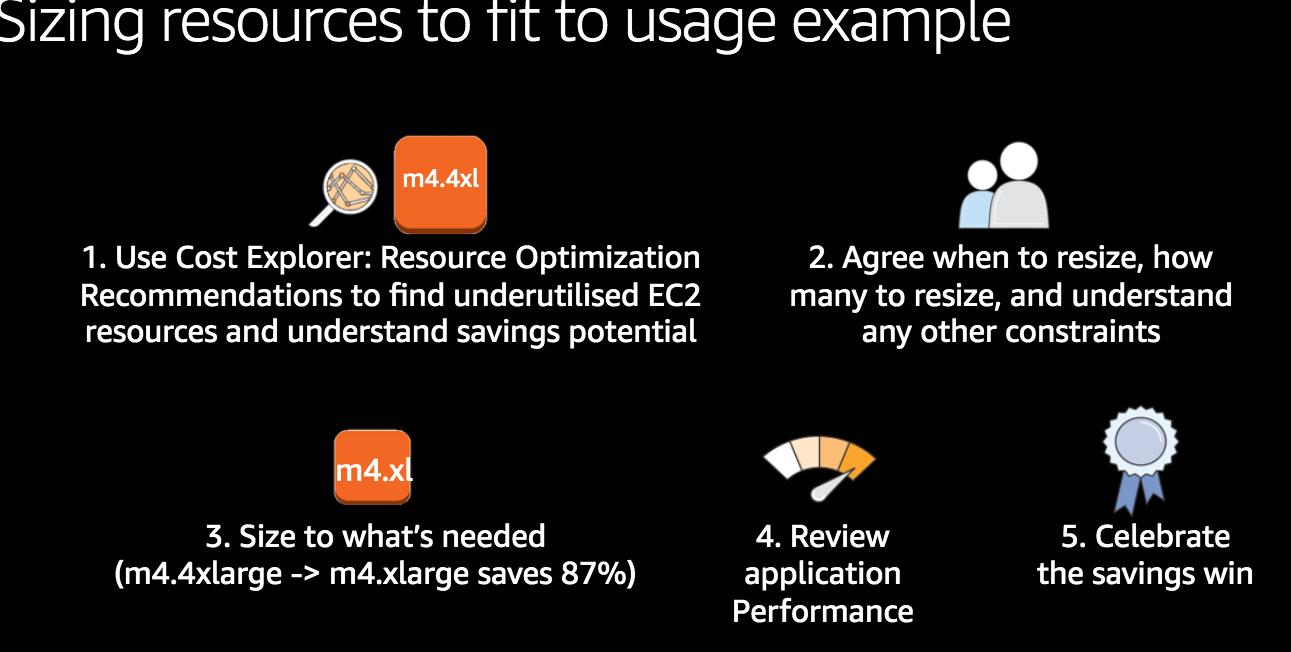 Sizing resources to fit to usage example
m4.4xl
1. Use Cost Explorer: Resource Optimization
Recommendations to find underutilised EC2
resources and understand savings potential
2. Agree when to resize, how
many to resize, and understand
any other constraints
m4.xl
3. Size to what's needed
(m4.4xlarge -> m4.xlarge saves 87%)
4. Review
application
Performance
5. Celebrate
the savings win